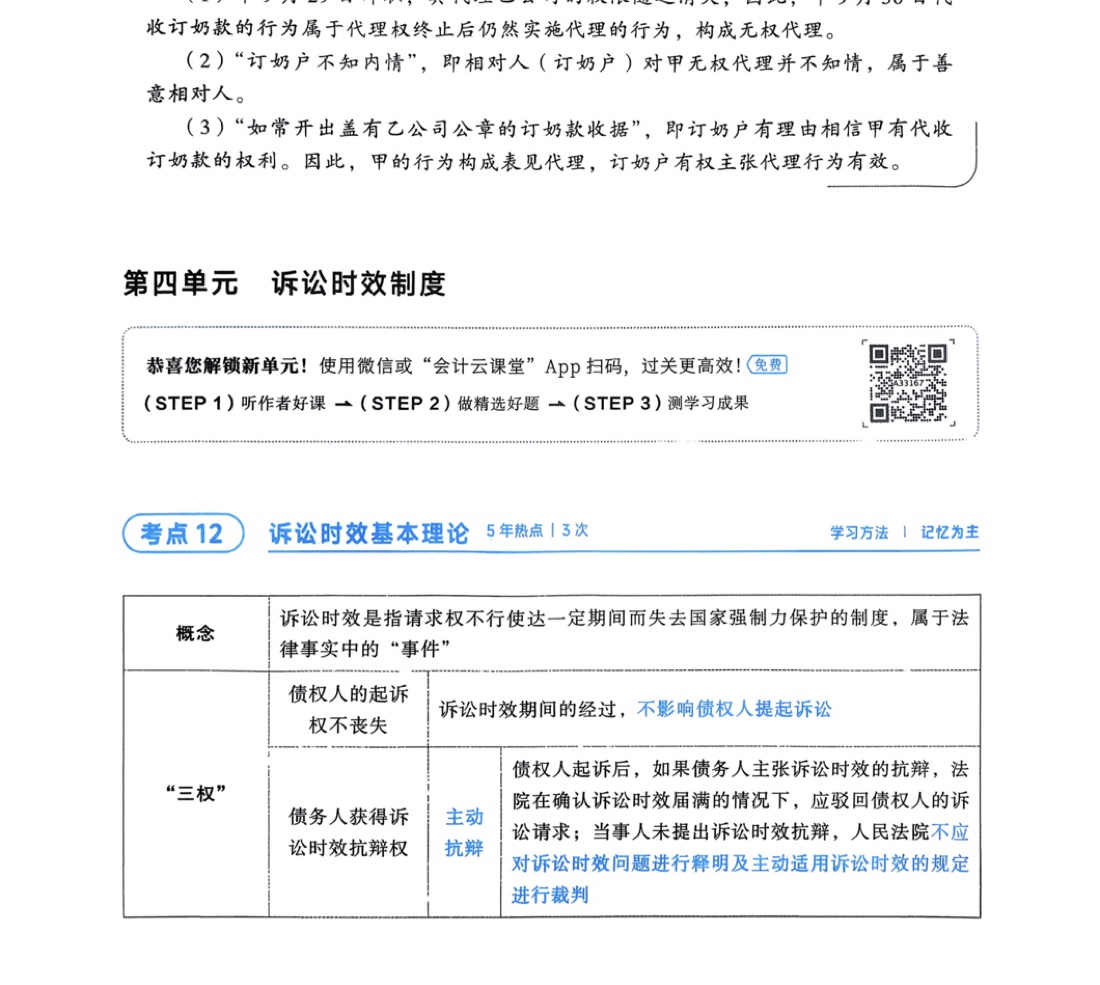 收订奶款的行为属于代理权终止后仍然实施代理的行为，构成无权代理。
（2）“订奶户不知内情”，即相对人（订奶户）对甲无权代理并不知情，属于善
意相对人。
（3）“如常开出盖有乙公司公章的订奶款收据”，即订奶户有理由相信甲有代收
订奶款的权利。因此，甲的行为构成表见代理，订奶户有权主张代理行为有效。
第四单元 诉讼时效制度
恭喜您解锁新单元！使用微信或“会计云课堂”App 扫码，过关更高效！免费
（STEP 1）听作者好课 ⇀（STEP 2）做精选好题 ⇀（STEP 3）测学习成果
A33167
考点 12 诉讼时效基本理论 5 年热点｜3 次 学习方法 ｜ 记忆为主
概念
诉讼时效是指请求权不行使达一定期间而失去国家强制力保护的制度，属于法
律事实中的“事件”
“三权”
债权人的起诉
权不丧失
诉讼时效期间的经过，不影响债权人提起诉讼
债务人获得诉
讼时效抗辩权
主动
抗辩
债权人起诉后，如果债务人主张诉讼时效的抗辩，法
院在确认诉讼时效届满的情况下，应驳回债权人的诉
讼请求；当事人未提出诉讼时效抗辩，人民法院不应
对诉讼时效问题进行释明及主动适用诉讼时效的规定
进行裁判